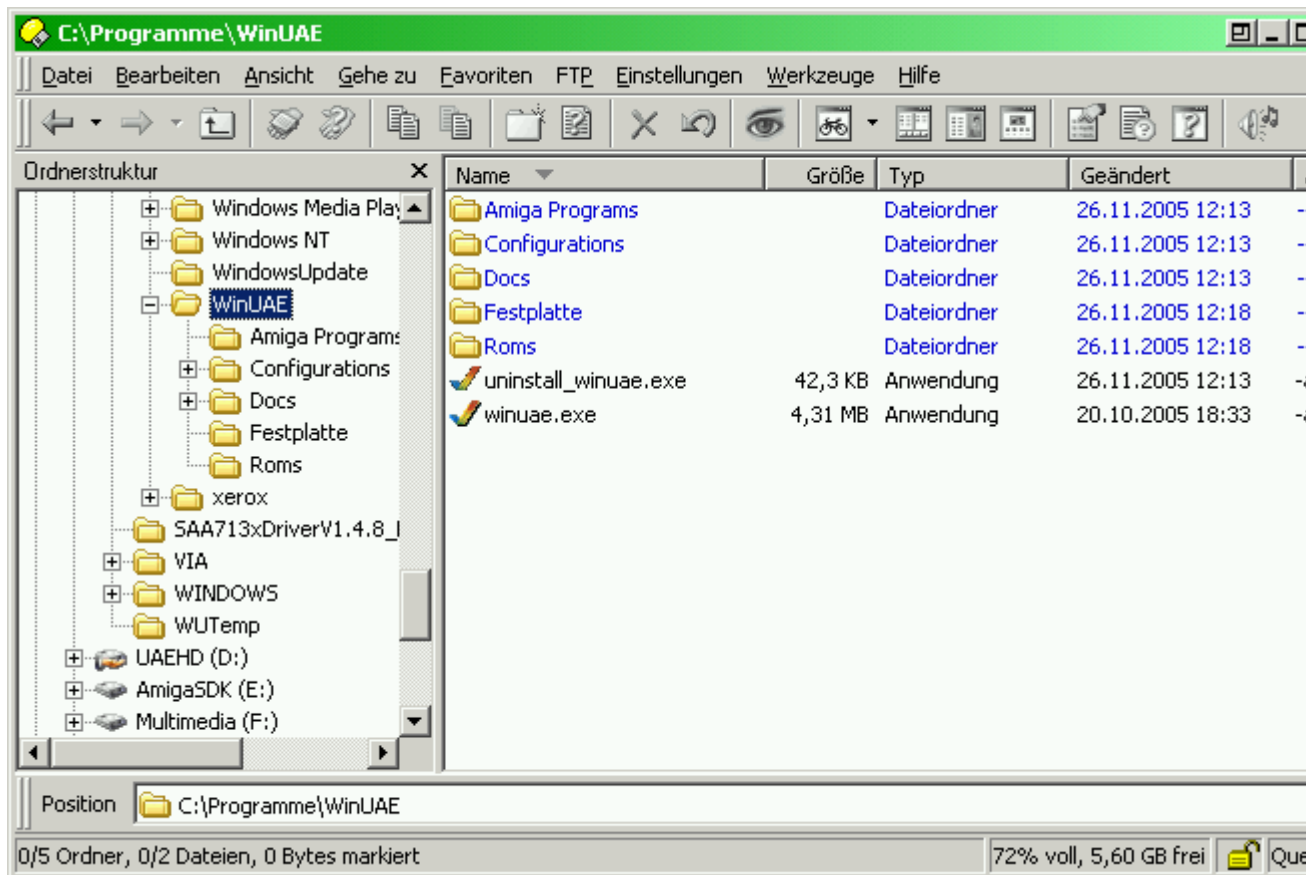 C:\Programme\WinUAE
Datei Bearbeiten Ansicht Gehe zu Favoriten FTP Einstellungen Werkzeuge Hilfe
Ordnerstruktur
Windows Media Play
Windows NT
WindowsUpdate
WinUAE
Amiga Programs
Configurations
Docs
Festplatte
Roms
xerox
SAA713xDriverV1.4.8_
VIA
WINDOWS
WUTemp
UAEHD (D:)
AmigaSDK (E:)
Multimedia (F:)
Name Größe Typ Geändert
Amiga Programs Dateiordner 26.11.2005 12:13 -
Configurations Dateiordner 26.11.2005 12:13 -
Docs Dateiordner 26.11.2005 12:13 -
Festplatte Dateiordner 26.11.2005 12:18 -
Roms Dateiordner 26.11.2005 12:18 -
uninstall_winuae.exe 42,3 KB Anwendung 26.11.2005 12:13 -a
winuae.exe 4,31 MB Anwendung 20.10.2005 18:33 -a
Position C:\Programme\WinUAE
0/5 Ordner, 0/2 Dateien, 0 Bytes markiert 72% voll, 5,60 GB frei Que